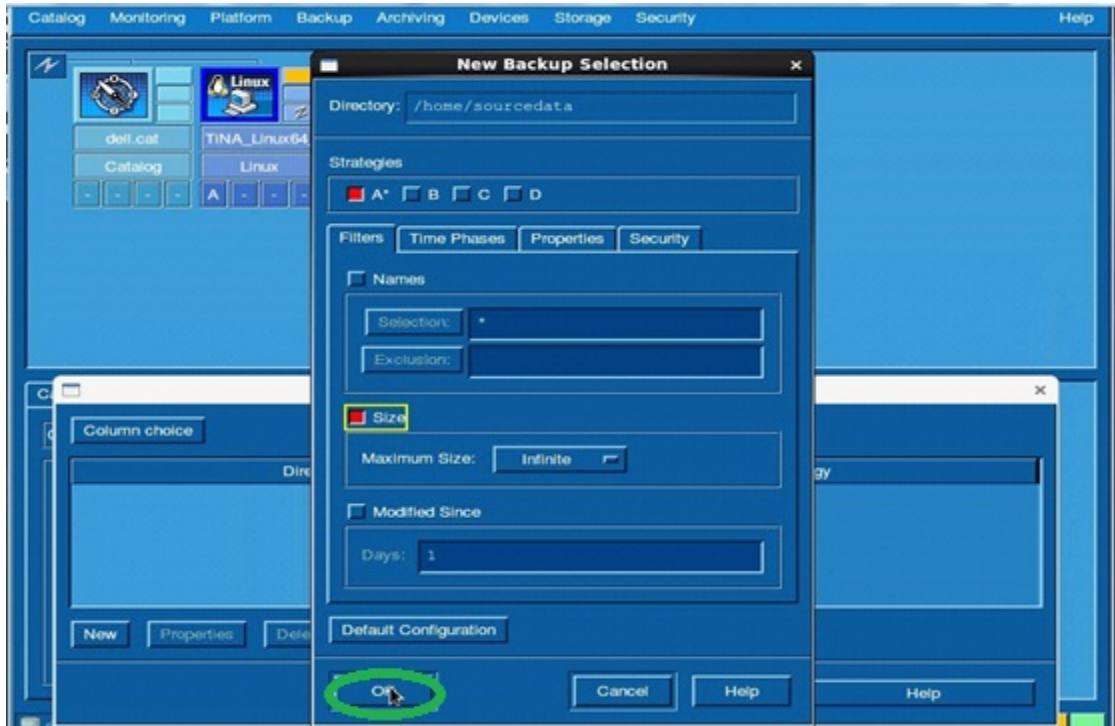 Catalog Monitoring Platform Backup Archiving Devices Storage Security Help
New Backup Selection
Directory: /home/sourcedata
Linux
dell.cat TiNA_Linux64
Catalog Linux
- - - - A - - -
Strategies
A* B C D
Filters Time Phases Properties Security
Names
Selection: *
Exclusion:
Size
Column choice
Maximum Size: Infinite
Modified Since
Days: 1
New Properties
Default Configuration
OK Cancel Help Help